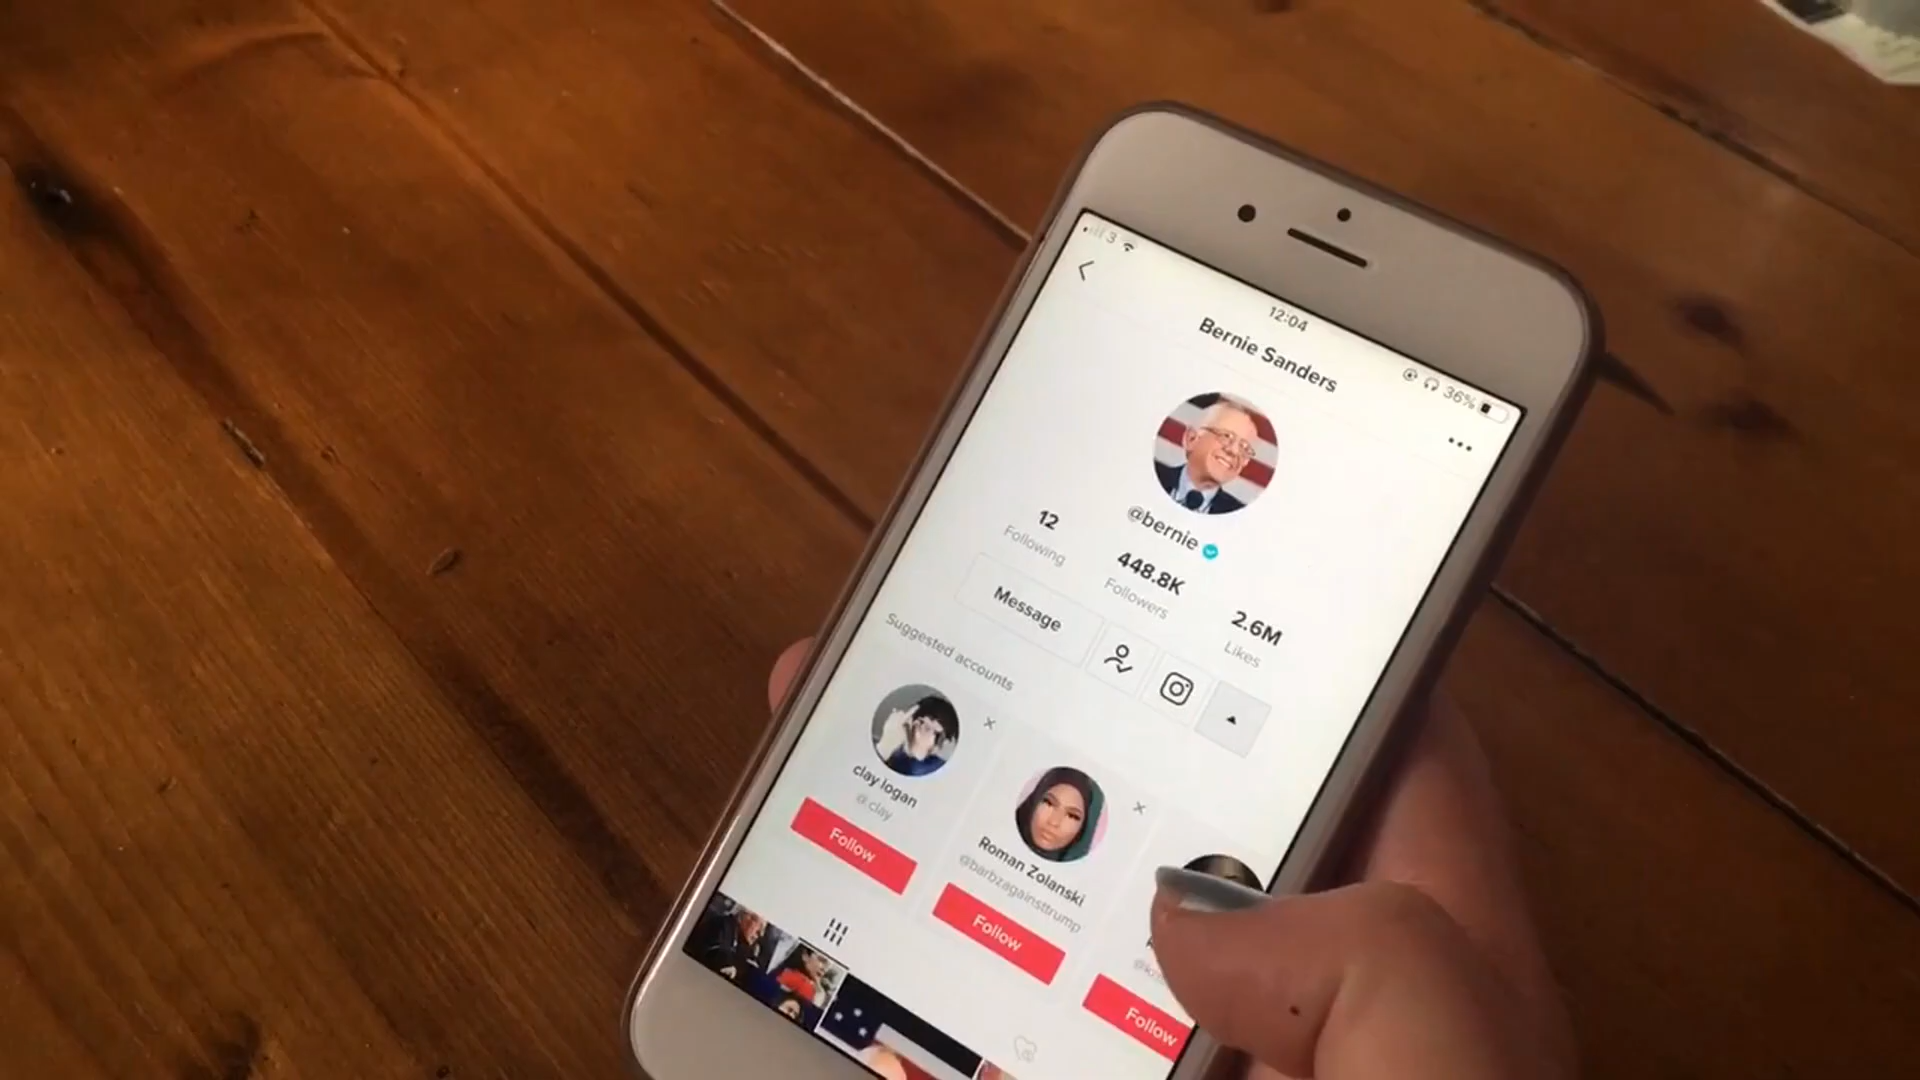 3
12:04
36%
Bernie Sanders
@bernie
12
Following
448.8K
Followers
2.6M
Likes
Message
Suggested accounts
clay logan
@clay
Follow
Roman Zolanski
@barbzagainsttrump
Follow
Follow